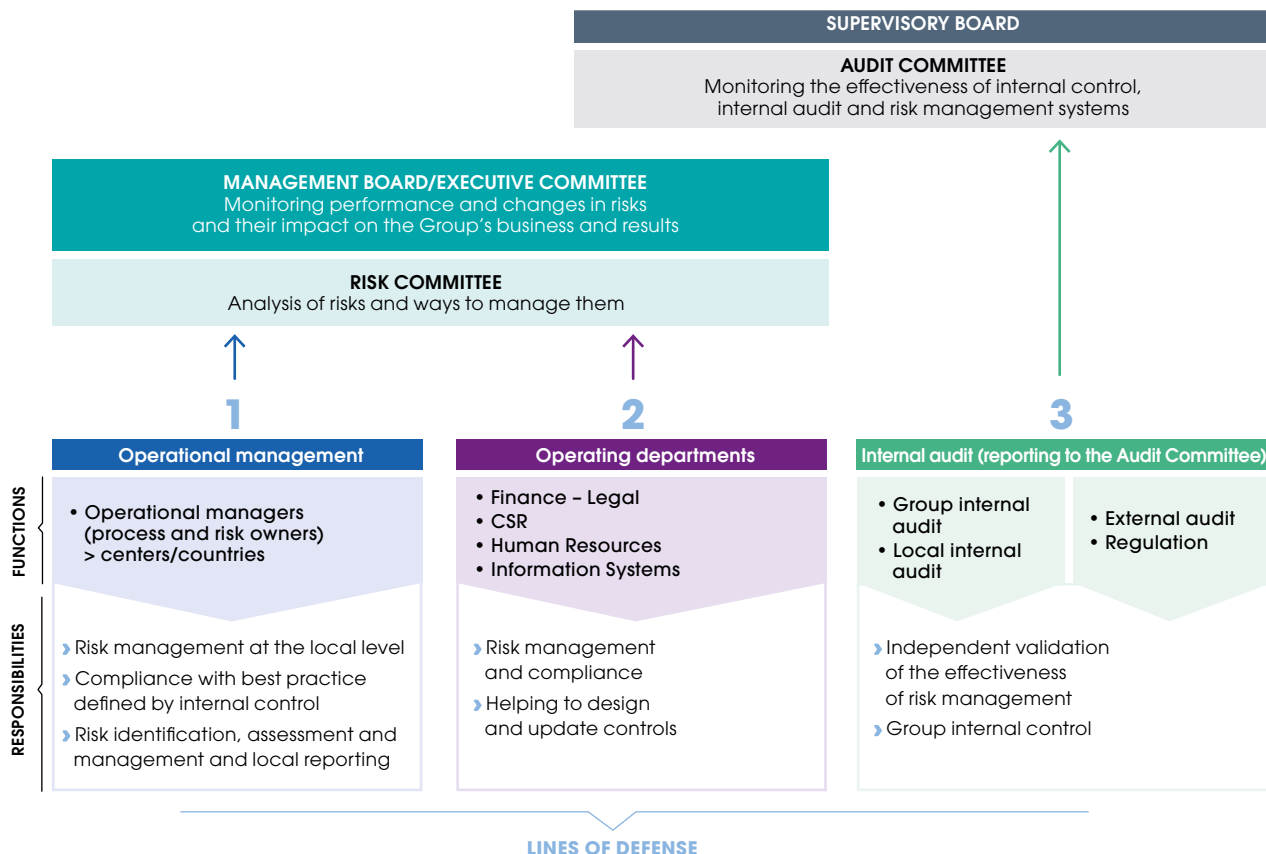 SUPERVISORY BOARD
AUDIT COMMITTEE
Monitoring the effectiveness of internal control,
internal audit and risk management systems
MANAGEMENT BOARD/EXECUTIVE COMMITTEE
Monitoring performance and changes in risks
and their impact on the Group's business and results
RISK COMMITTEE
Analysis of risks and ways to manage them
1
2
3
Operational management
Operating departments
Internal audit (reporting to the Audit Committee)
FUNCTIONS
• Operational managers
(process and risk owners)
> centers/countries
• Finance – Legal
• CSR
• Human Resources
• Information Systems
• Group internal
audit
• Local internal
audit
• External audit
• Regulation
RESPONSIBILITIES
› Risk management at the local level
› Compliance with best practice
defined by internal control
› Risk identification, assessment and
management and local reporting
› Risk management
and compliance
› Helping to design
and update controls
› Independent validation
of the effectiveness
of risk management
› Group internal control
LINES OF DEFENSE